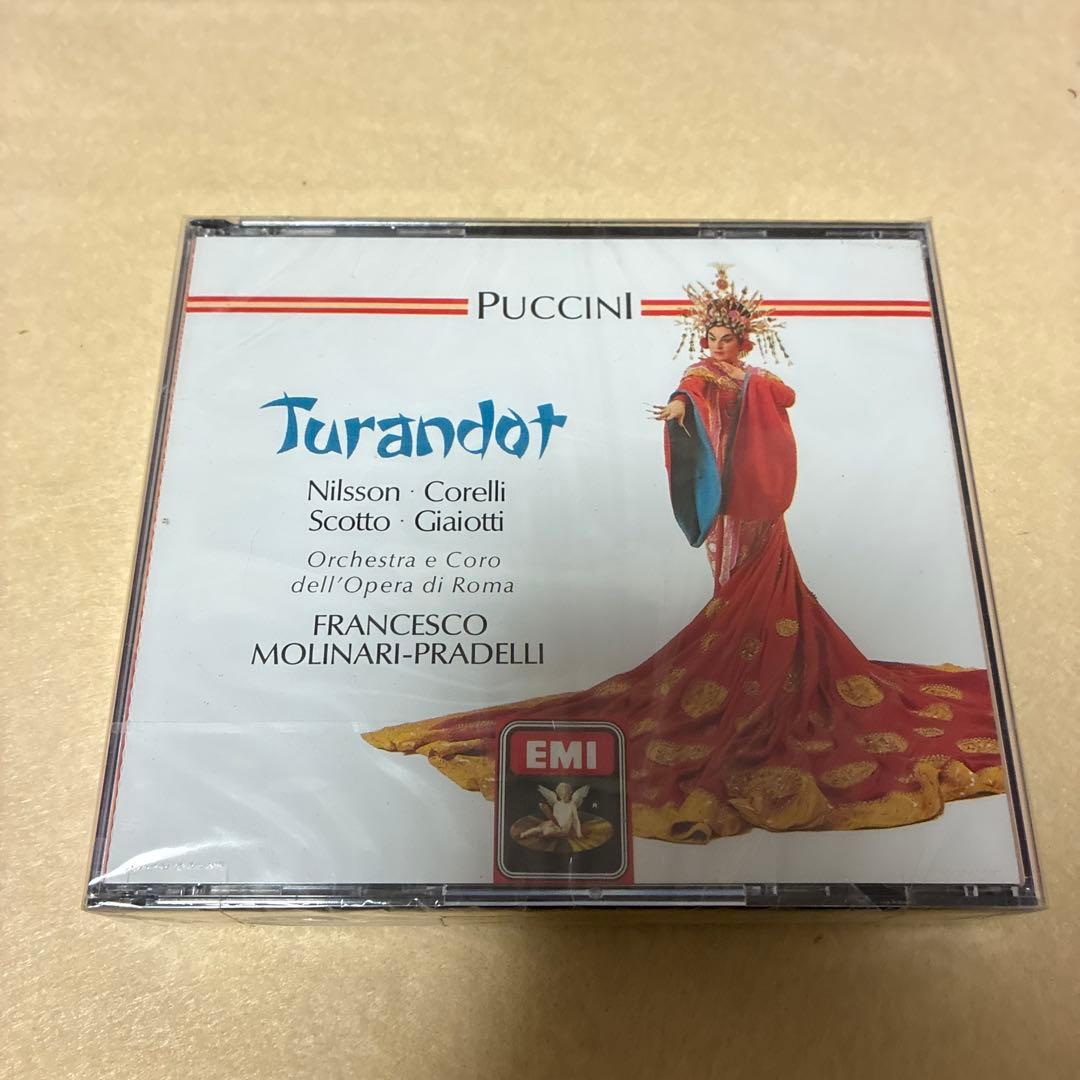 PUCCINI
Turandot
Nilsson · Corelli
Scotto · Giaiotti
Orchestra e Coro
dell'Opera di Roma
FRANCESCO
MOLINARI-PRADELLI
EMI